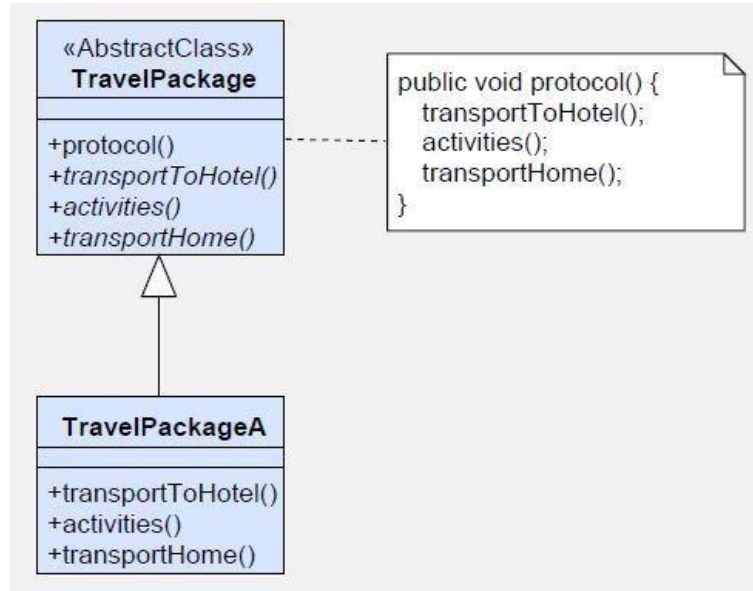 «AbstractClass»
TravelPackage
+protocol()
+transportToHotel()
+activities()
+transportHome()
public void protocol() {
transportToHotel();
activities();
transportHome();
}
TravelPackageA
+transportToHotel()
+activities()
+transportHome()